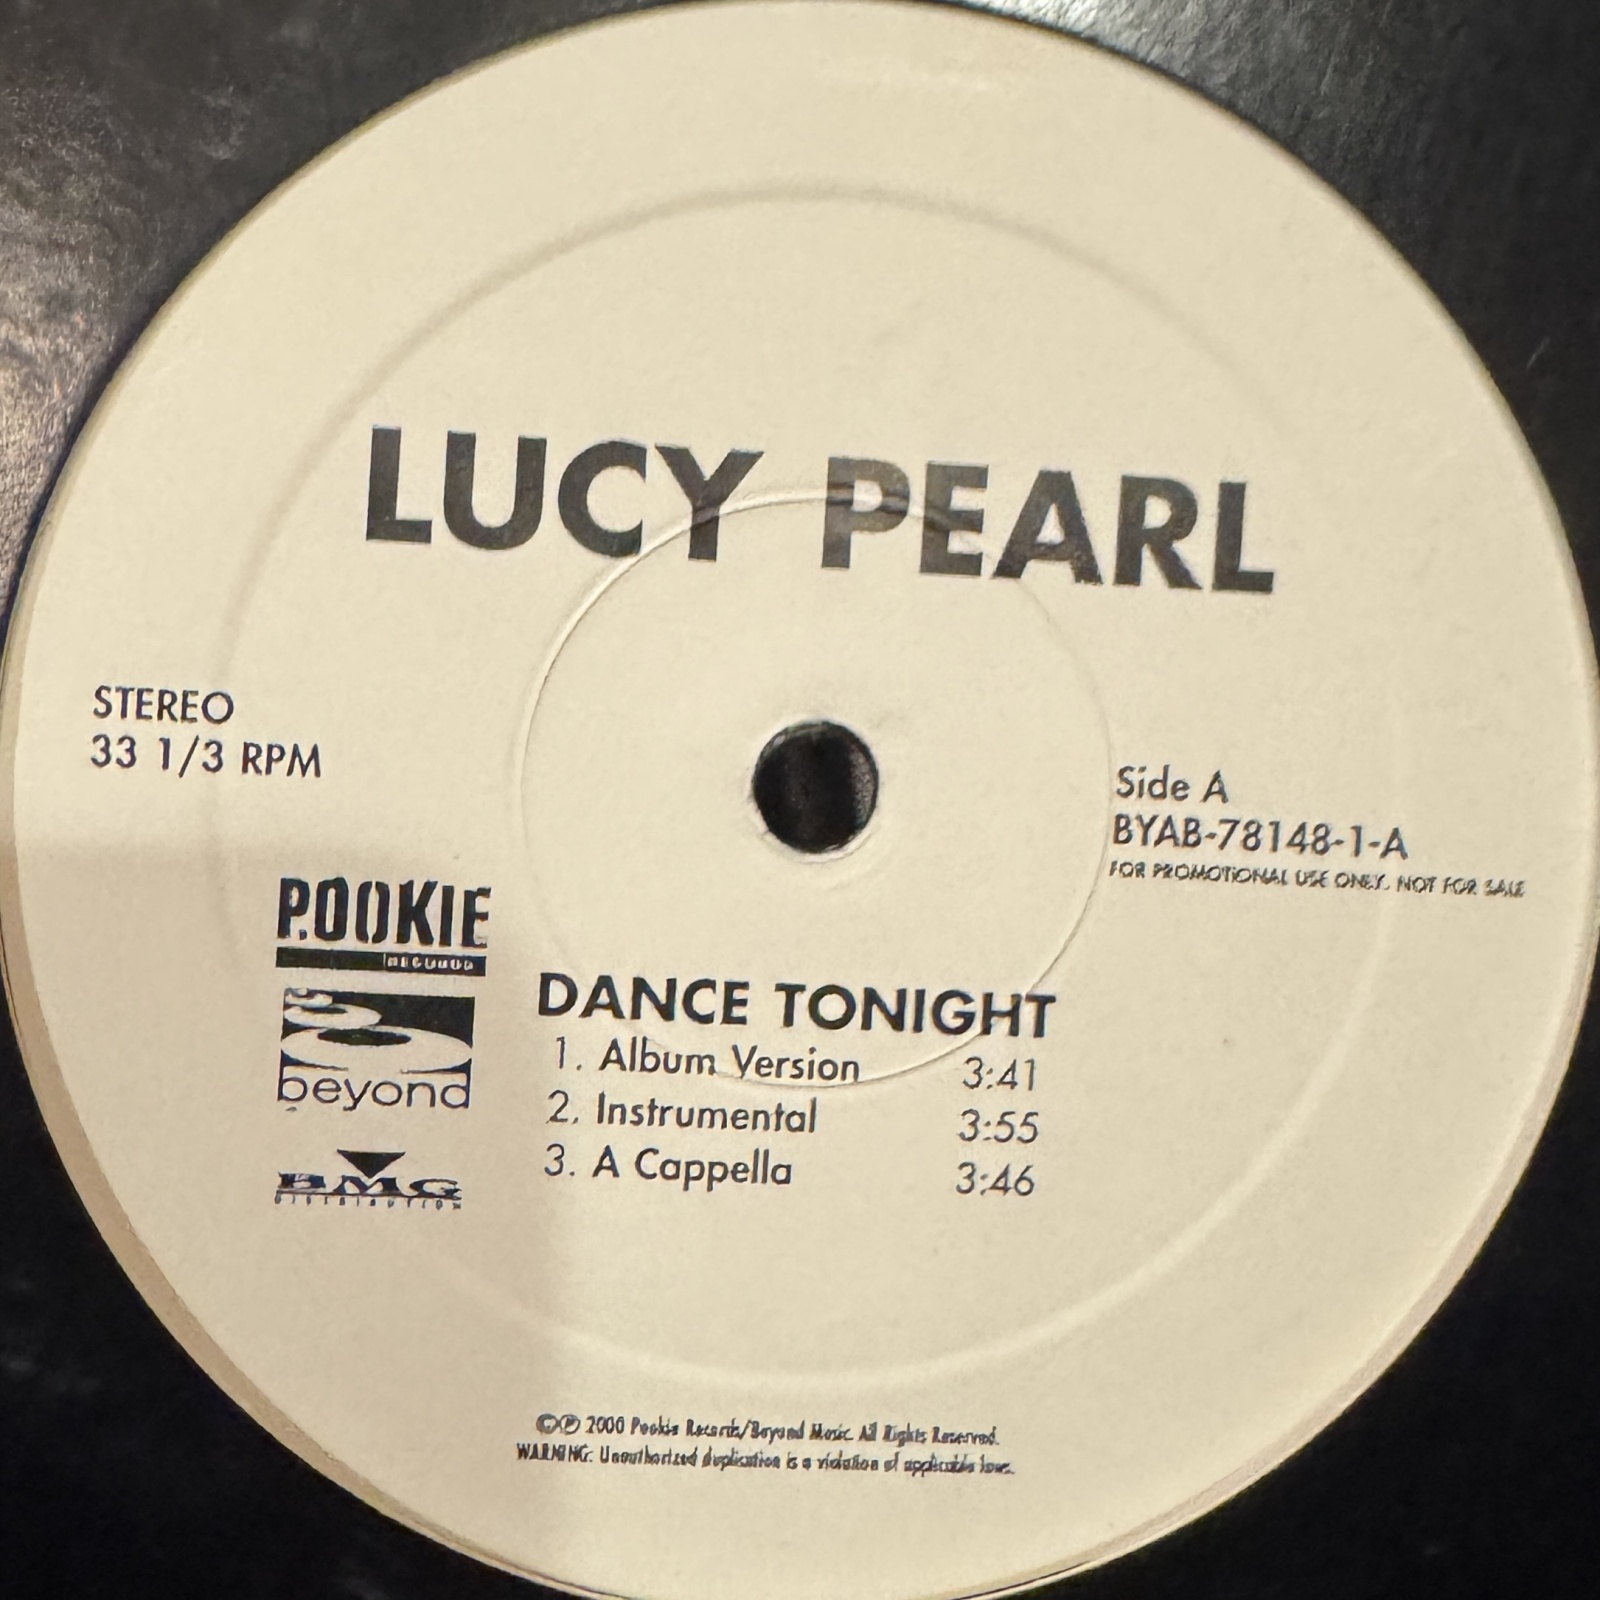 LUCY PEARL
STEREO
33 1/3 RPM
Side A
BYAB-78148-1-A
FOR PROMOTIONAL USE ONLY. NOT FOR SALE
POOKIE
RECORDS
beyond
BMG
DISTRIBUTION
DANCE TONIGHT
1. Album Version 3:41
2. Instrumental 3:55
3. A Cappella 3:46
©℗ 2000 Pookie Records/Beyond Music. All Rights Reserved.
WARNING: Unauthorized duplication is a violation of applicable laws.